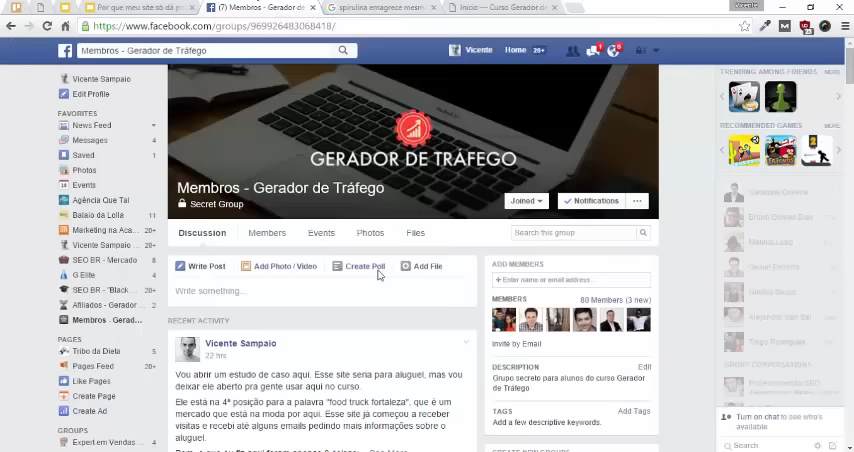 Por que meu site só dá p
(7) Membros - Gerador de
spirulina emagrece mesm
Início — Curso Gerador de
Vicente
https://www.facebook.com/groups/969926483068418/
Membros - Gerador de Tráfego
Vicente
Home 20+
Vicente Sampaio
Edit Profile
FAVORITES
News Feed
Messages 4
Saved 1
Photos
Events
Agência Que Tal
Balaio da Lolla 11
Marketing na Aca... 20+
Vicente Sampaio ... 20+
SEO BR - Mercado 8
G Elite 4
SEO BR - "Black ... 20+
Afiliados - Gerador... 2
Membros - Gerad...
PAGES
Tribo da Dieta 5
Pages Feed 20+
Like Pages
Create Page
Create Ad
GROUPS
Expert em Vendas ...
GERADOR DE TRÁFEGO
Membros - Gerador de Tráfego
Secret Group
Joined
Notifications
Discussion
Members
Events
Photos
Files
Search this group
Write Post
Add Photo / Video
Create Poll
Add File
Write something...
RECENT ACTIVITY
Vicente Sampaio
22 hrs
Vou abrir um estudo de caso aqui. Esse site seria para aluguel, mas vou
deixar ele aberto pra gente usar aqui no curso.
Ele está na 4ª posição para a palavra "food truck fortaleza", que é um
mercado que está na moda por aqui. Esse site já começou a receber
visitas e recebi até alguns emails pedindo mais informações sobre o
aluguel.
ADD MEMBERS
+ Enter name or email address...
MEMBERS
80 Members (3 new)
Invite by Email
DESCRIPTION
Edit
Grupo secreto para alunos do curso Gerador
de Tráfego
TAGS
Add Tags
Add a few descriptive keywords.
CREATE NEW GROUPS
TRENDING AMONG FRIENDS
MORE
RECOMMENDED GAMES
MORE
GROUP CONVERSATIONS
Turn on chat to see who's
available
Search